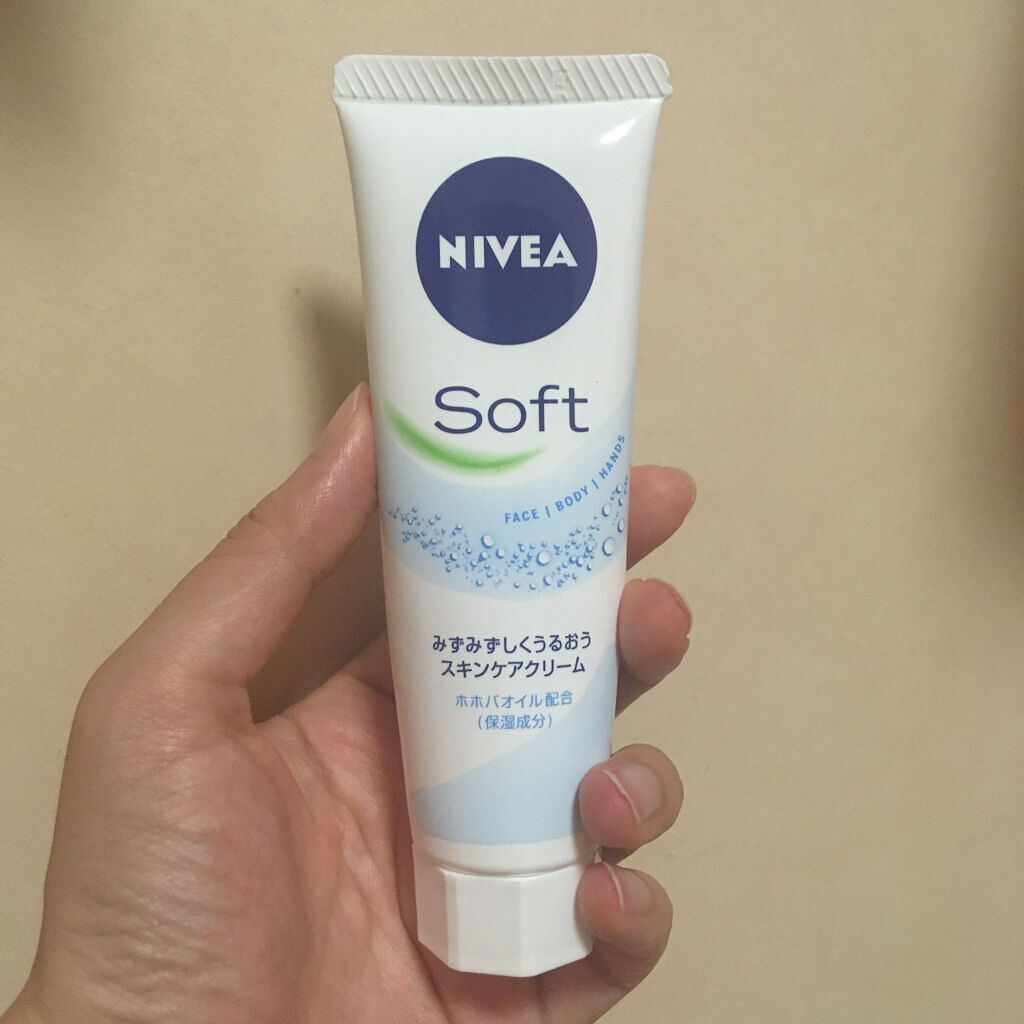 NIVEA
Soft
FACE | BODY | HANDS
みずみずしくうるおう
スキンケアクリーム
ホホバオイル配合
(保湿成分)